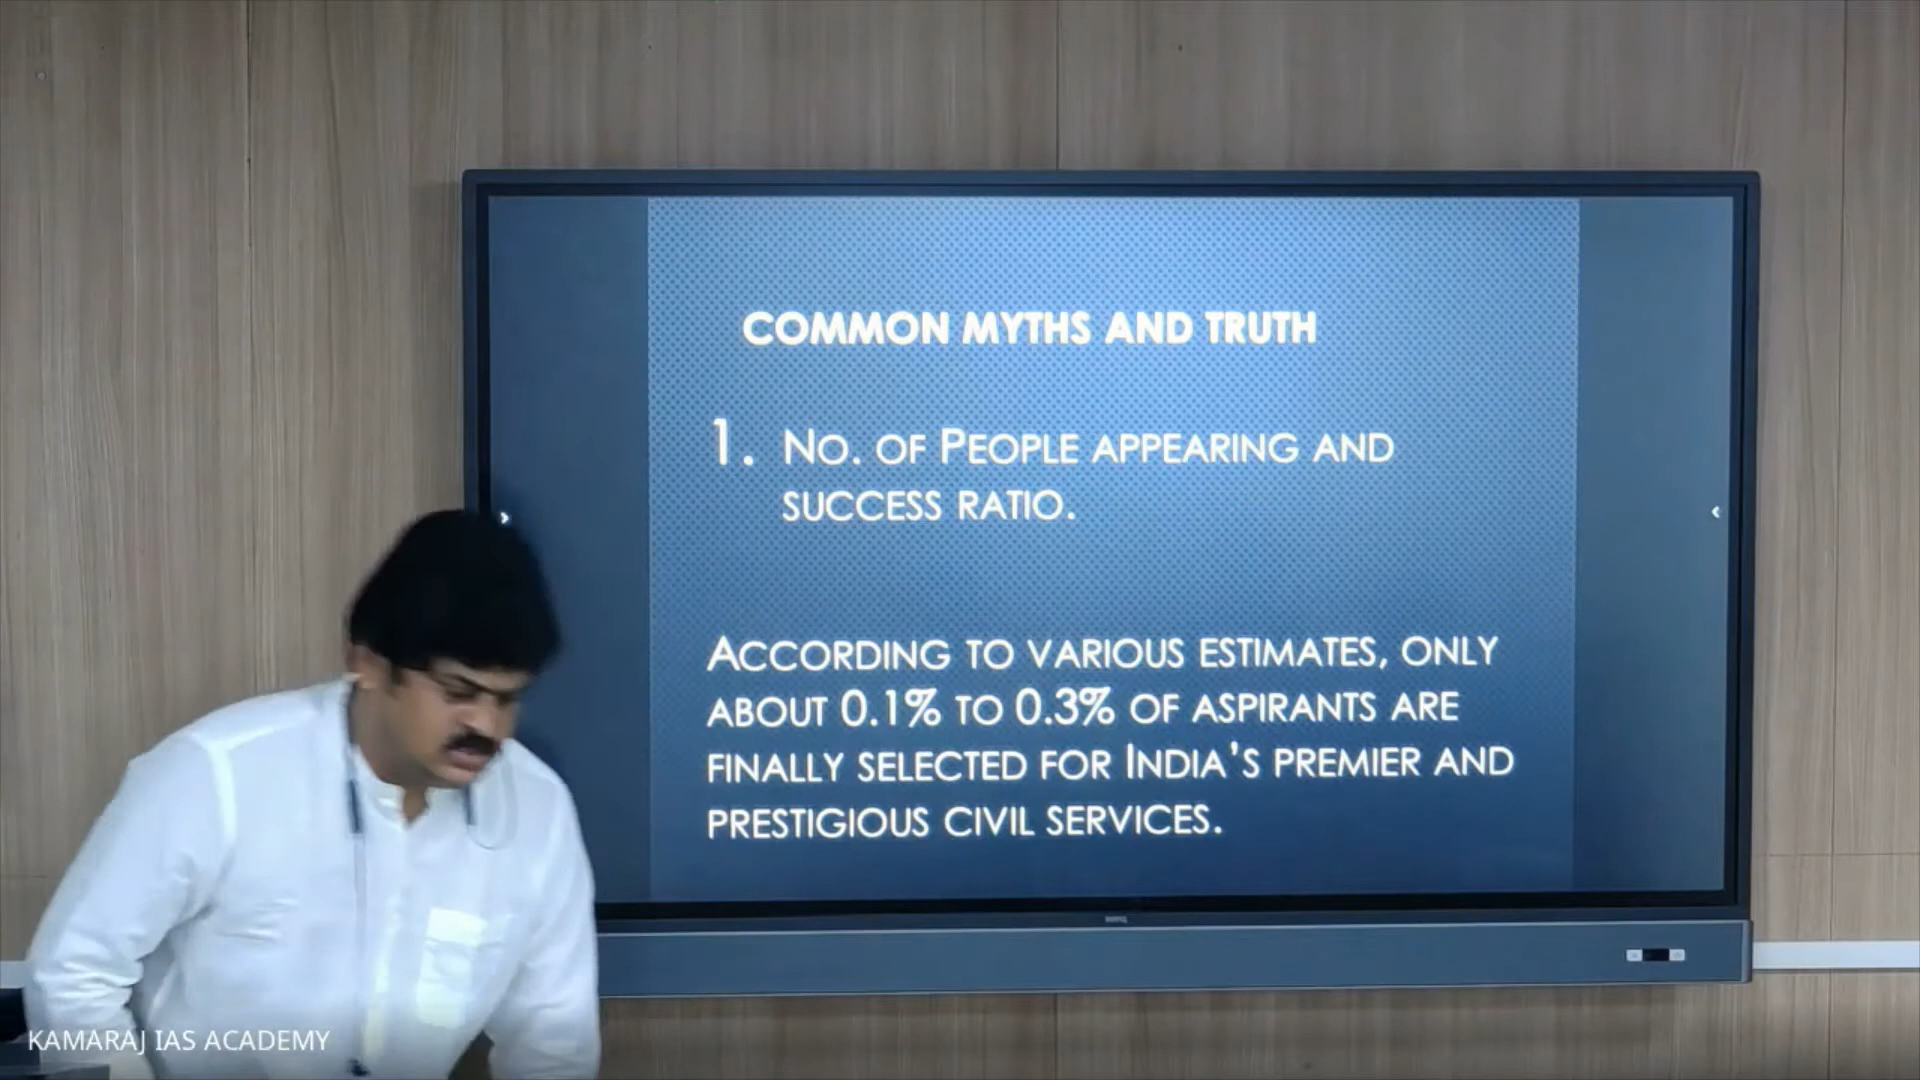 COMMON MYTHS AND TRUTH
1. NO. OF PEOPLE APPEARING AND
SUCCESS RATIO.
ACCORDING TO VARIOUS ESTIMATES, ONLY
ABOUT 0.1% TO 0.3% OF ASPIRANTS ARE
FINALLY SELECTED FOR INDIA'S PREMIER AND
PRESTIGIOUS CIVIL SERVICES.
KAMARAJ IAS ACADEMY